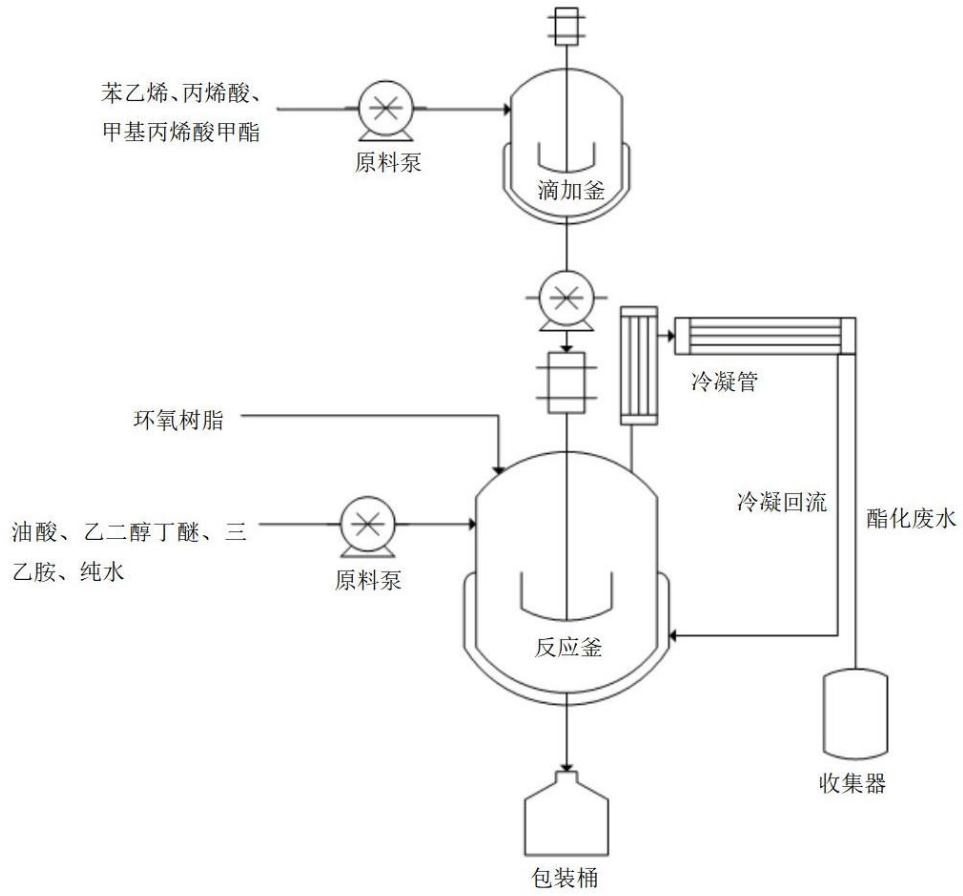 苯乙烯、丙烯酸、
甲基丙烯酸甲酯
原料泵
滴加釜
冷凝管
环氧树脂
冷凝回流
酯化废水
油酸、乙二醇丁醚、三
乙胺、纯水
原料泵
反应釜
收集器
包装桶